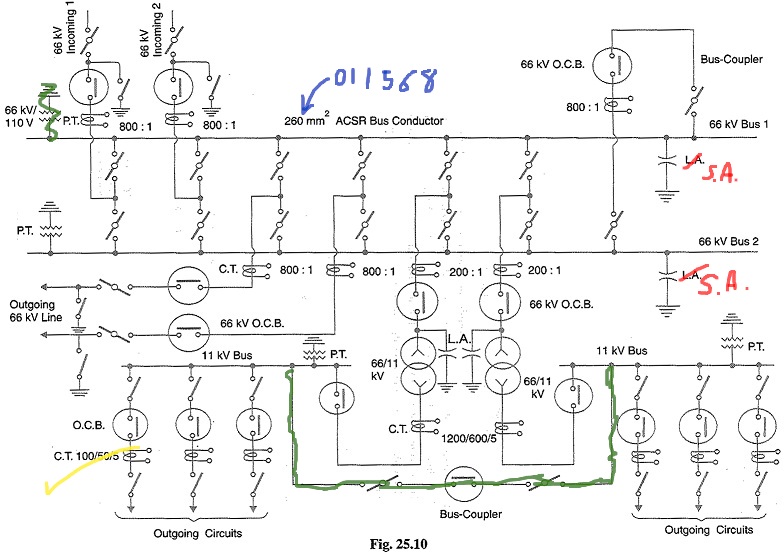 66 kV
Incoming 1
66 kV
Incoming 2
66 kV O.C.B.
Bus-Coupler
011568
66 kV/
110 V
P.T.
800 : 1
800 : 1
260 mm2 ACSR Bus Conductor
800 : 1
66 kV Bus 1
L.A.
S.A.
P.T.
66 kV Bus 2
C.T.
800 : 1
800 : 1
200 : 1
200 : 1
L.A.
S.A.
Outgoing
66 kV Line
66 kV O.C.B.
66 kV O.C.B.
L.A.
11 kV Bus
P.T.
66/11
kV
66/11
kV
11 kV Bus
P.T.
O.C.B.
C.T. 100/50/5
C.T.
1200/600/5
Outgoing Circuits
Bus-Coupler
Outgoing Circuits
Fig. 25.10